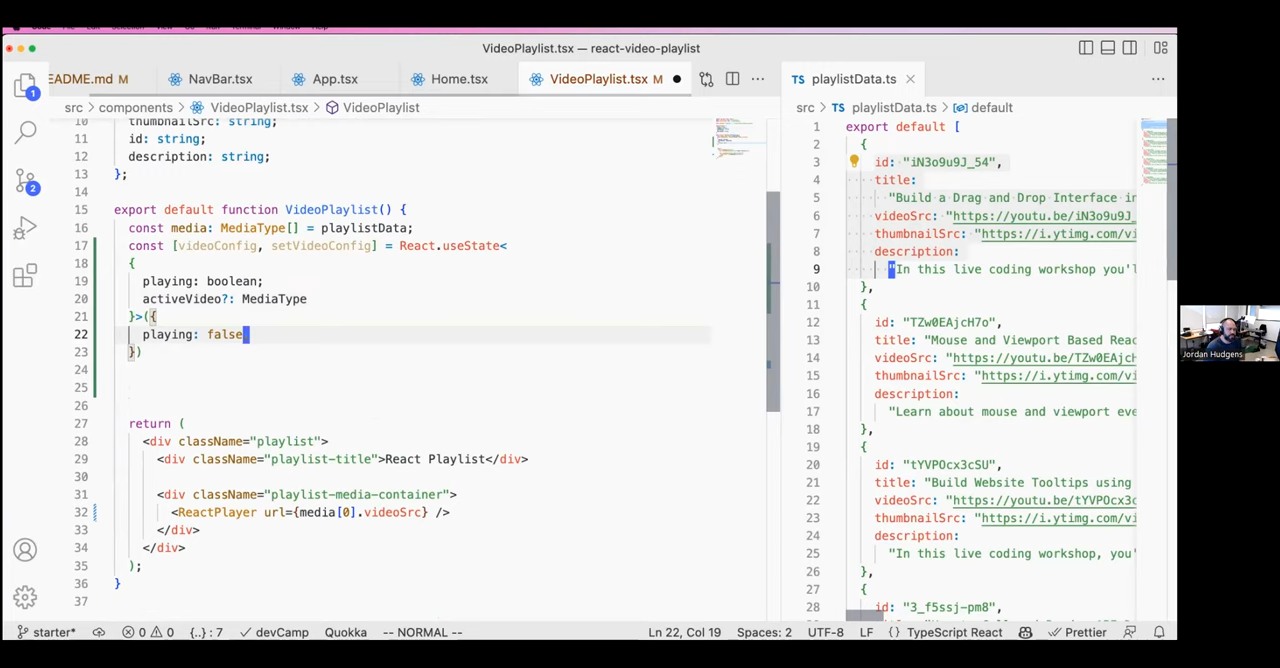 VideoPlaylist.tsx — react-video-playlist
EADME.md M
NavBar.tsx
App.tsx
Home.tsx
VideoPlaylist.tsx M
TS playlistData.ts
src > components > VideoPlaylist.tsx > VideoPlaylist
src > TS playlistData.ts > default
10 thumbnailSrc: string;
11 id: string;
12 description: string;
13 };
14
15 export default function VideoPlaylist() {
16 const media: MediaType[] = playlistData;
17 const [videoConfig, setVideoConfig] = React.useState<
18 {
19 playing: boolean;
20 activeVideo?: MediaType
21 }>({
22 playing: false
23 })
24
25
26
27 return (
28 <div className="playlist">
29 <div className="playlist-title">React Playlist</div>
30
31 <div className="playlist-media-container">
32 <ReactPlayer url={media[0].videoSrc} />
33 </div>
34 </div>
35 );
36 }
37
1 export default [
2 {
3 id: "iN3o9u9J_54",
4 title:
5 "Build a Drag and Drop Interface in
6 videoSrc: "https://youtu.be/iN3o9u9J_
7 thumbnailSrc: "https://i.ytimg.com/vi
8 description:
9 "In this live coding workshop you'l
10 },
11 {
12 id: "TZw0EAjcH7o",
13 title: "Mouse and Viewport Based Reac
14 videoSrc: "https://youtu.be/TZw0EAjcH
15 thumbnailSrc: "https://i.ytimg.com/vi
16 description:
17 "Learn about mouse and viewport eve
18 },
19 {
20 id: "tYVPOcx3cSU",
21 title: "Build Website Tooltips using
22 videoSrc: "https://youtu.be/tYVPOcx3c
23 thumbnailSrc: "https://i.ytimg.com/vi
24 description:
25 "In this live coding workshop, you'
26 },
27 {
28 id: "3_f5ssj-pm8",
1
2
Jordan Hudgens
starter* 0 0 {..} : 7 devCamp Quokka -- NORMAL -- Ln 22, Col 19 Spaces: 2 UTF-8 LF {} TypeScript React Prettier